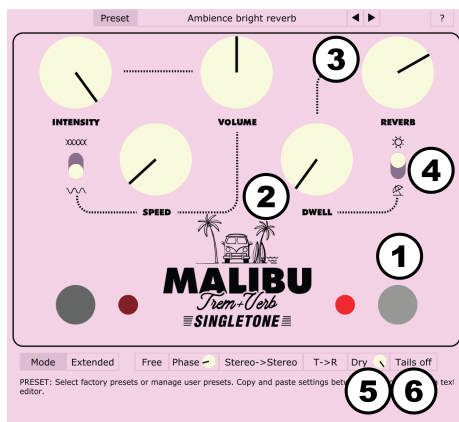 Preset Ambience bright reverb ◀ ▶ ?
3
INTENSITY VOLUME REVERB
4
SPEED 2 DWELL
1
MALIBU
Trem+Verb
SINGLETONE
Mode Extended Free Phase Stereo->Stereo T->R Dry Tails off
5 6
PRESET: Select factory presets or manage user presets. Copy and paste settings a text
editor.